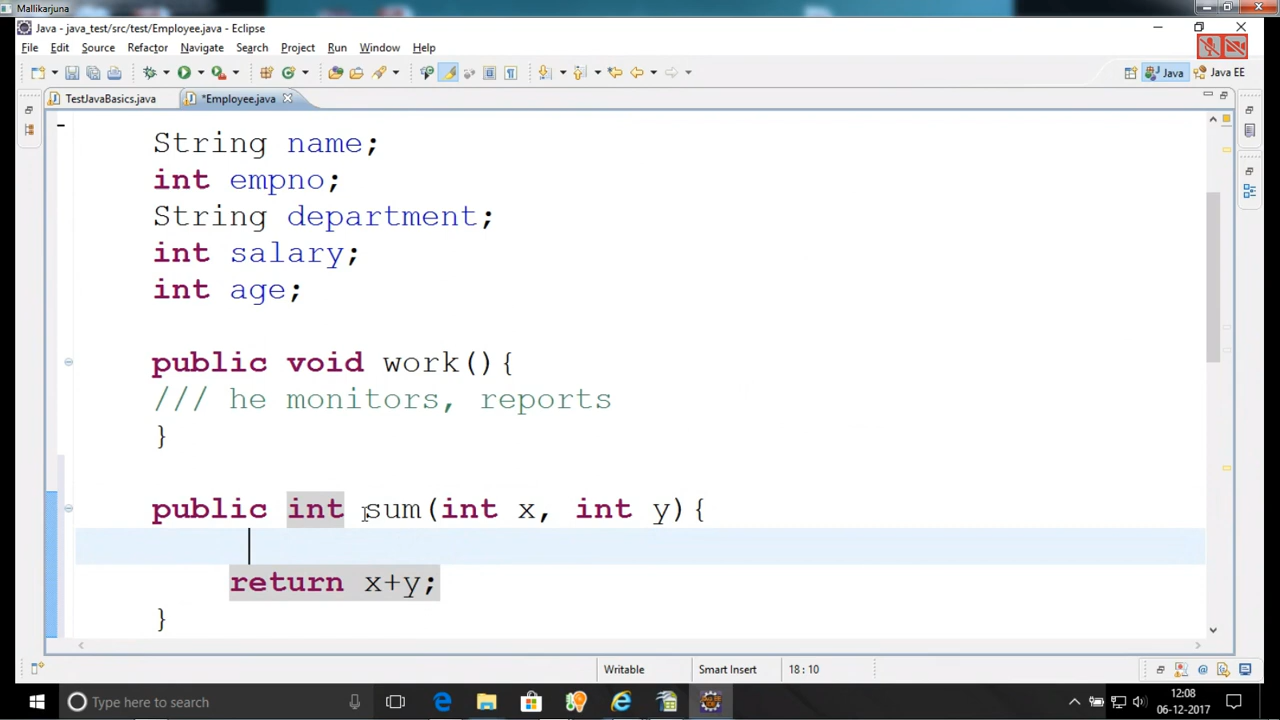 Mallikarjuna
Java - java_test/src/test/Employee.java - Eclipse
File Edit Source Refactor Navigate Search Project Run Window Help
Java Java EE
TestJavaBasics.java *Employee.java
String name;
int empno;
String department;
int salary;
int age;
public void work(){
/// he monitors, reports
}
public int sum(int x, int y){
return x+y;
}
Writable Smart Insert 18 : 10
Type here to search
12:08
06-12-2017